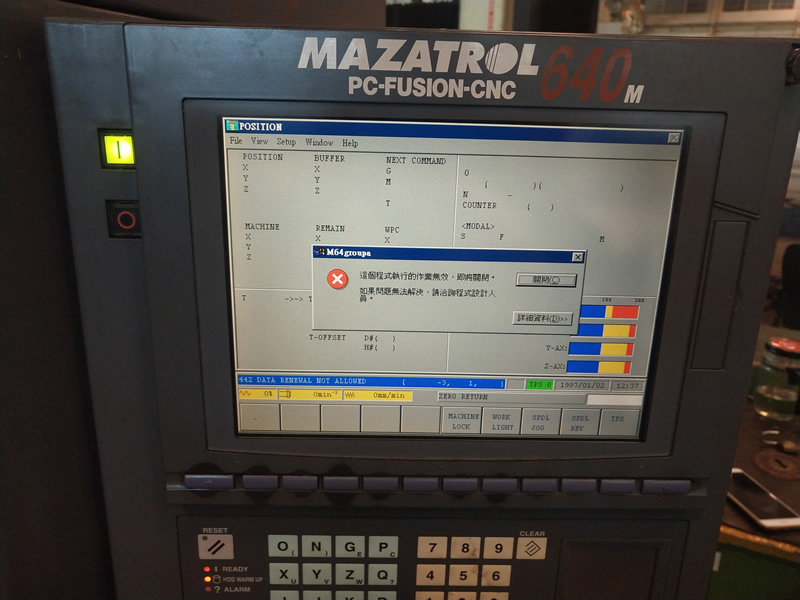 MAZATROL 640M
PC-FUSION-CNC
POSITION
File View Setup Window Help
POSITION BUFFER NEXT COMMAND
X X G
Y Y M
Z Z
T
O
( )( )
N -
COUNTER ( )
MACHINE REMAIN WPC <MODAL>
X X X S F M
Y
Z
M64groupa
這個程式執行的作業無效，即將關閉。
如果問題無法解決，請洽詢程式設計人員。
關閉(C)
詳細資料(D)>>
T ->-> T
T-OFFSET D#( )
H#( )
Y-AX:
Z-AX:
442 DATA RENEWAL NOT ALLOWED ( -3, 1, )
TPS 0 1997/01/02 12:37
0% 0min-1 0mm/min
ZERO RETURN
MACHINE LOCK
WORK LIGHT
SPDL JOG
SPDL REV
TPS
RESET
CLEAR
O( N) G[ P
7 8 9
READY
HDD WARM UP
ALARM
X Y Z Q
4 5 6